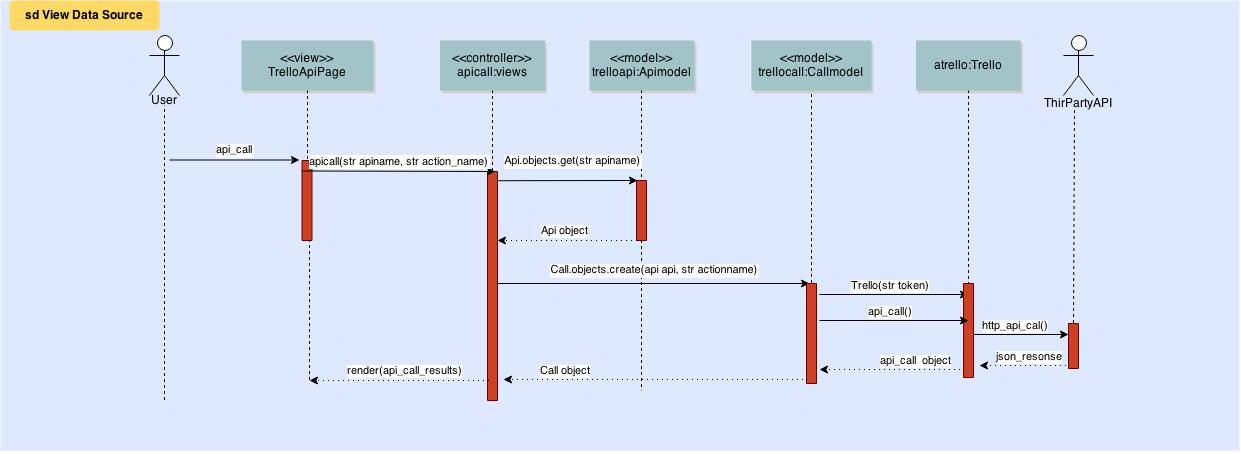 sd View Data Source
User
<<view>>
TrelloApiPage
<<controller>>
apicall:views
<<model>>
trelloapi:Apimodel
<<model>>
trellocall:Callmodel
atrello:Trello
ThirPartyAPI
api_call
apicall(str apiname, str action_name)
Api.objects.get(str apiname)
Api object
Call.objects.create(api api, str actionname)
Trello(str token)
api_call()
http_api_cal()
json_resonse
api_call object
Call object
render(api_call_results)